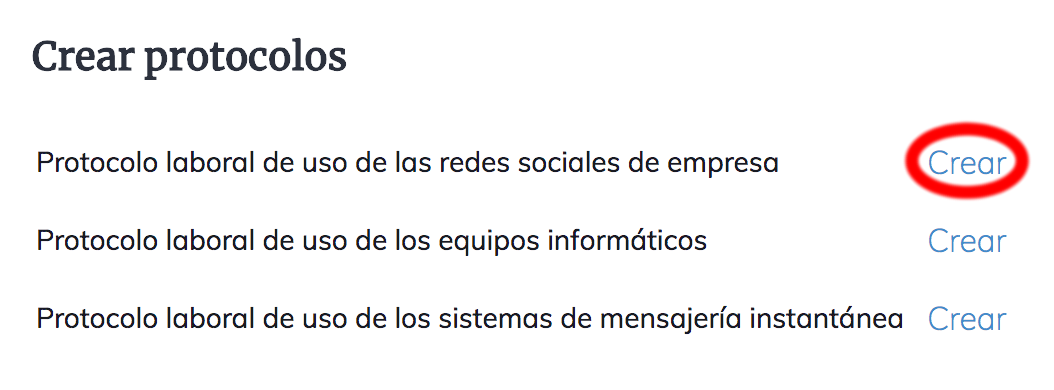 Crear protocolos
Protocolo laboral de uso de las redes sociales de empresa Crear
Protocolo laboral de uso de los equipos informáticos Crear
Protocolo laboral de uso de los sistemas de mensajería instantánea Crear